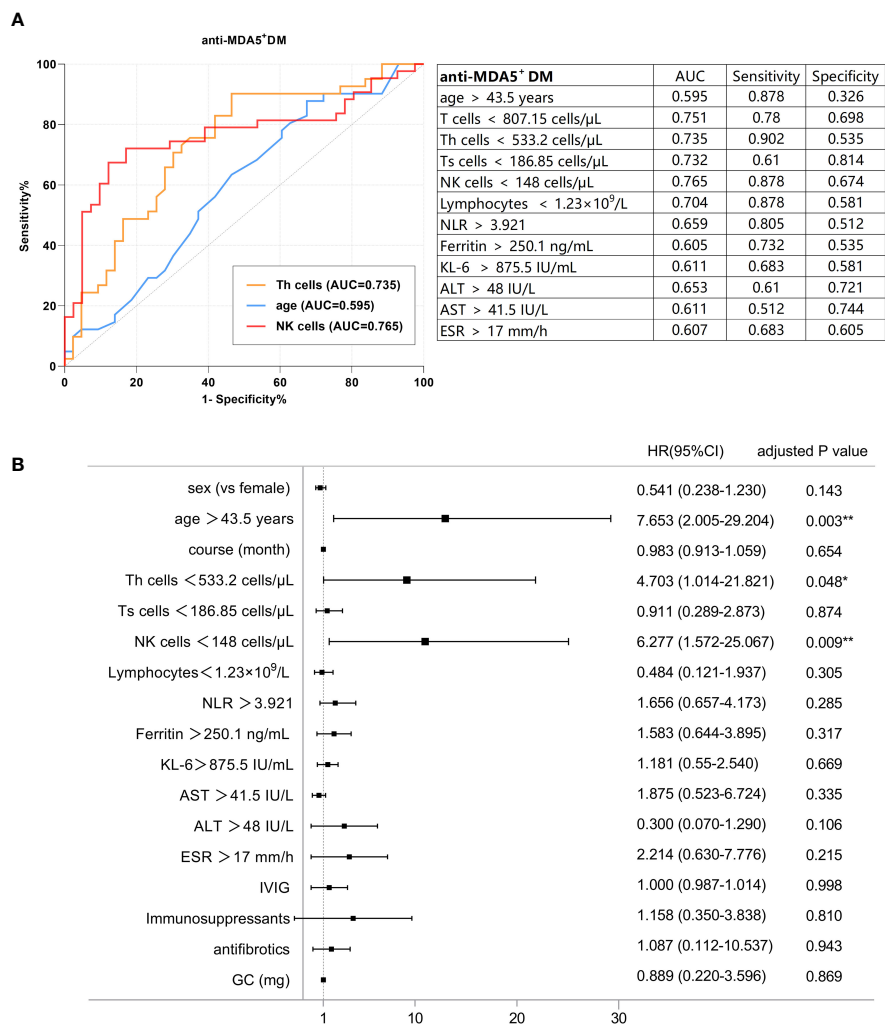 A
anti-MDA5⁺DM
100
80
60
40
20
0
Sensitivity%
0 20 40 60 80 100
1- Specificity%
Th cells (AUC=0.735)
age (AUC=0.595)
NK cells (AUC=0.765)
anti-MDA5⁺ DM AUC Sensitivity Specificity
age > 43.5 years 0.595 0.878 0.326
T cells < 807.15 cells/μL 0.751 0.78 0.698
Th cells < 533.2 cells/μL 0.735 0.902 0.535
Ts cells < 186.85 cells/μL 0.732 0.61 0.814
NK cells < 148 cells/μL 0.765 0.878 0.674
Lymphocytes < 1.23×10⁹/L 0.704 0.878 0.581
NLR > 3.921 0.659 0.805 0.512
Ferritin > 250.1 ng/mL 0.605 0.732 0.535
KL-6 > 875.5 IU/mL 0.611 0.683 0.581
ALT > 48 IU/L 0.653 0.61 0.721
AST > 41.5 IU/L 0.611 0.512 0.744
ESR > 17 mm/h 0.607 0.683 0.605
B
HR(95%CI) adjusted P value
sex (vs female) 0.541 (0.238-1.230) 0.143
age >43.5 years 7.653 (2.005-29.204) 0.003**
course (month) 0.983 (0.913-1.059) 0.654
Th cells <533.2 cells/μL 4.703 (1.014-21.821) 0.048*
Ts cells <186.85 cells/μL 0.911 (0.289-2.873) 0.874
NK cells <148 cells/μL 6.277 (1.572-25.067) 0.009**
Lymphocytes<1.23×10⁹/L 0.484 (0.121-1.937) 0.305
NLR >3.921 1.656 (0.657-4.173) 0.285
Ferritin >250.1 ng/mL 1.583 (0.644-3.895) 0.317
KL-6>875.5 IU/mL 1.181 (0.55-2.540) 0.669
AST >41.5 IU/L 1.875 (0.523-6.724) 0.335
ALT >48 IU/L 0.300 (0.070-1.290) 0.106
ESR >17 mm/h 2.214 (0.630-7.776) 0.215
IVIG 1.000 (0.987-1.014) 0.998
Immunosuppressants 1.158 (0.350-3.838) 0.810
antifibrotics 1.087 (0.112-10.537) 0.943
GC (mg) 0.889 (0.220-3.596) 0.869
1 10 20 30